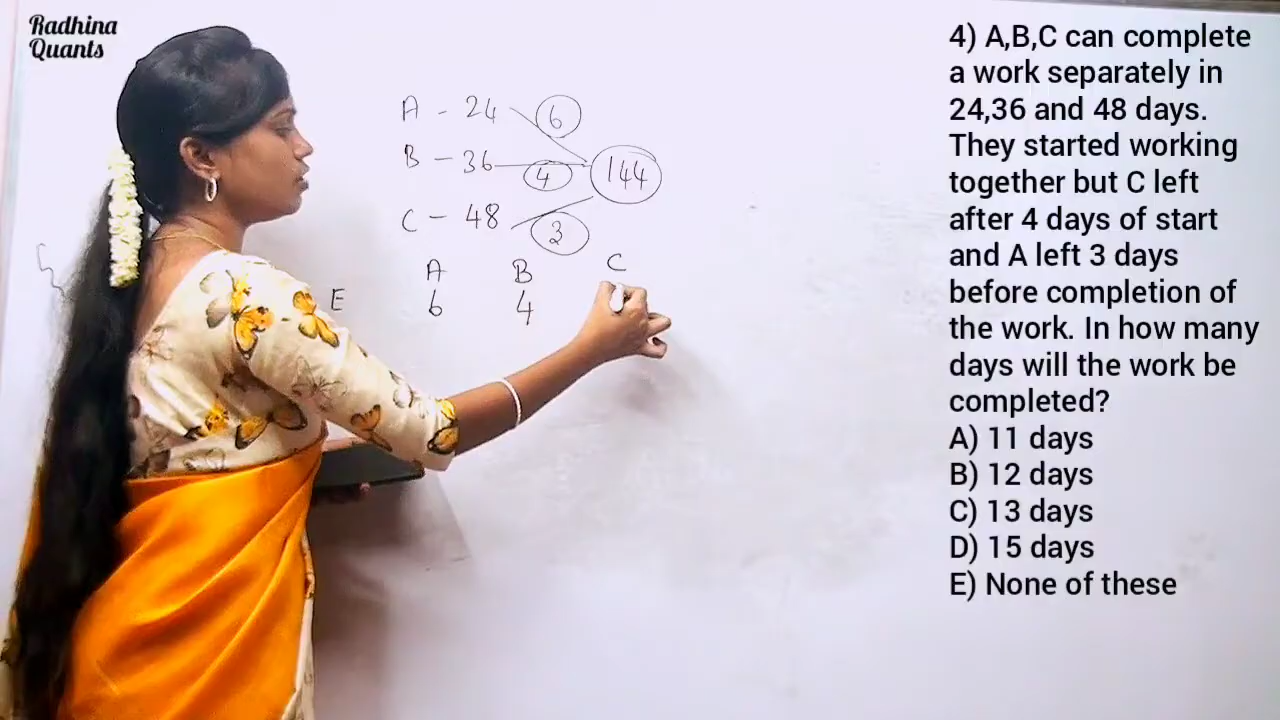 Radhina
Quants
A - 24 6
B - 36 4 144
C - 48 3
A B C
E 6 4
4) A,B,C can complete
a work separately in
24,36 and 48 days.
They started working
together but C left
after 4 days of start
and A left 3 days
before completion of
the work. In how many
days will the work be
completed?
A) 11 days
B) 12 days
C) 13 days
D) 15 days
E) None of these